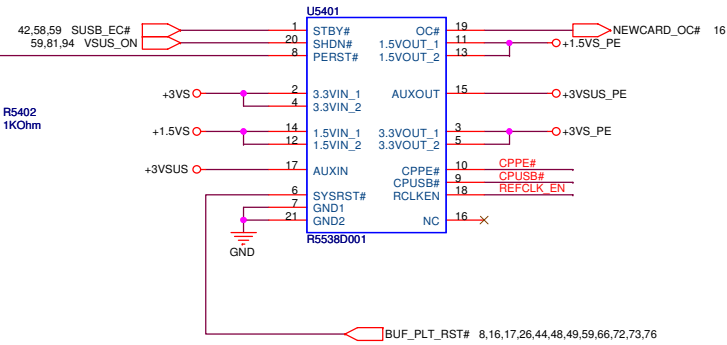 U5401
42,58,59 SUSB_EC# 1 STBY# OC# 19 NEWCARD_OC# 16
59,81,94 VSUS_ON 20 SHDN# 1.5VOUT_1 11 +1.5VS_PE
8 PERST# 1.5VOUT_2 13
+3VS 2 3.3VIN_1 AUXOUT 15 +3VSUS_PE
4 3.3VIN_2
R5402
1KOhm
+1.5VS 14 1.5VIN_1 3.3VOUT_1 3 +3VS_PE
12 1.5VIN_2 3.3VOUT_2 5
+3VSUS 17 AUXIN CPPE# 10 CPPE#
CPUSB# 9 CPUSB#
6 SYSRST# RCLKEN 18 REFCLK_EN
7 GND1
21 GND2 NC 16
R5538D001
GND
BUF_PLT_RST# 8,16,17,26,44,48,49,59,66,72,73,76